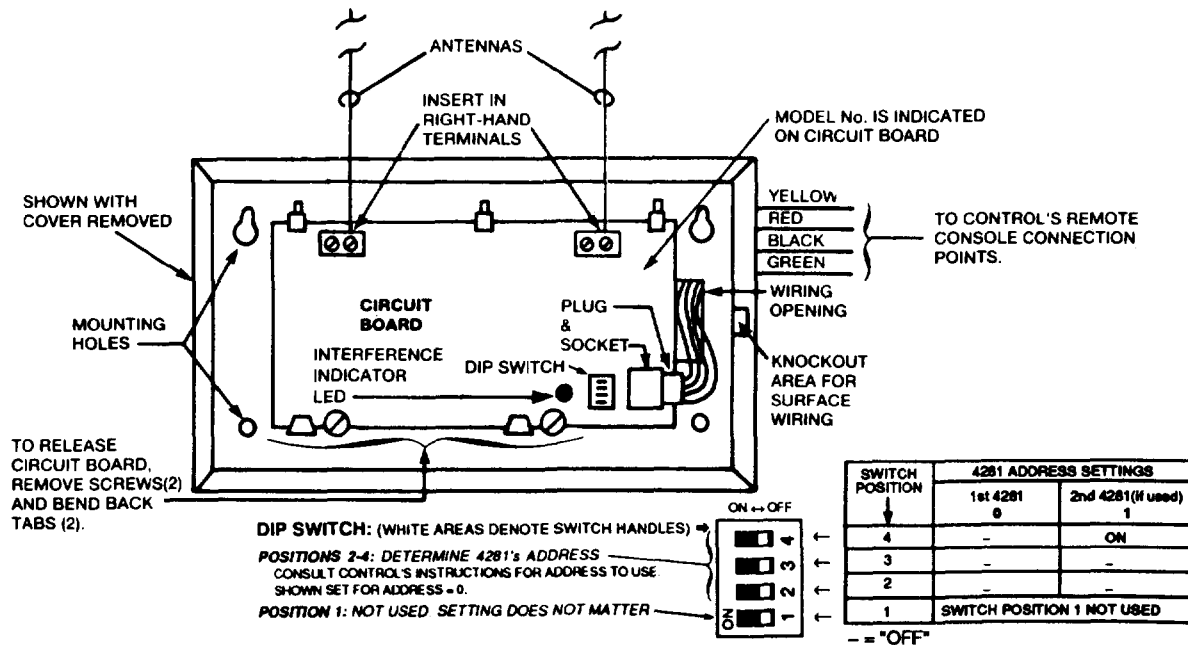 ANTENNAS
INSERT IN
RIGHT-HAND
TERMINALS
MODEL No. IS INDICATED
ON CIRCUIT BOARD
SHOWN WITH
COVER REMOVED
YELLOW
RED
BLACK
GREEN
TO CONTROL'S REMOTE
CONSOLE CONNECTION
POINTS.
WIRING
OPENING
CIRCUIT
BOARD
PLUG
&
SOCKET
MOUNTING
HOLES
INTERFERENCE
INDICATOR
LED
DIP SWITCH
KNOCKOUT
AREA FOR
SURFACE
WIRING
TO RELEASE
CIRCUIT BOARD,
REMOVE SCREWS(2)
AND BEND BACK
TABS (2).
ON ↔ OFF
DIP SWITCH: (WHITE AREAS DENOTE SWITCH HANDLES)
POSITIONS 2-4: DETERMINE 4281's ADDRESS
CONSULT CONTROL'S INSTRUCTIONS FOR ADDRESS TO USE.
SHOWN SET FOR ADDRESS = 0.
POSITION 1: NOT USED. SETTING DOES NOT MATTER
4
3
2
1
ON
SWITCH POSITION 4281 ADDRESS SETTINGS
1st 4281 0 2nd 4281(if used) 1
4 – ON
3 – –
2 – –
1 SWITCH POSITION 1 NOT USED
– = "OFF"